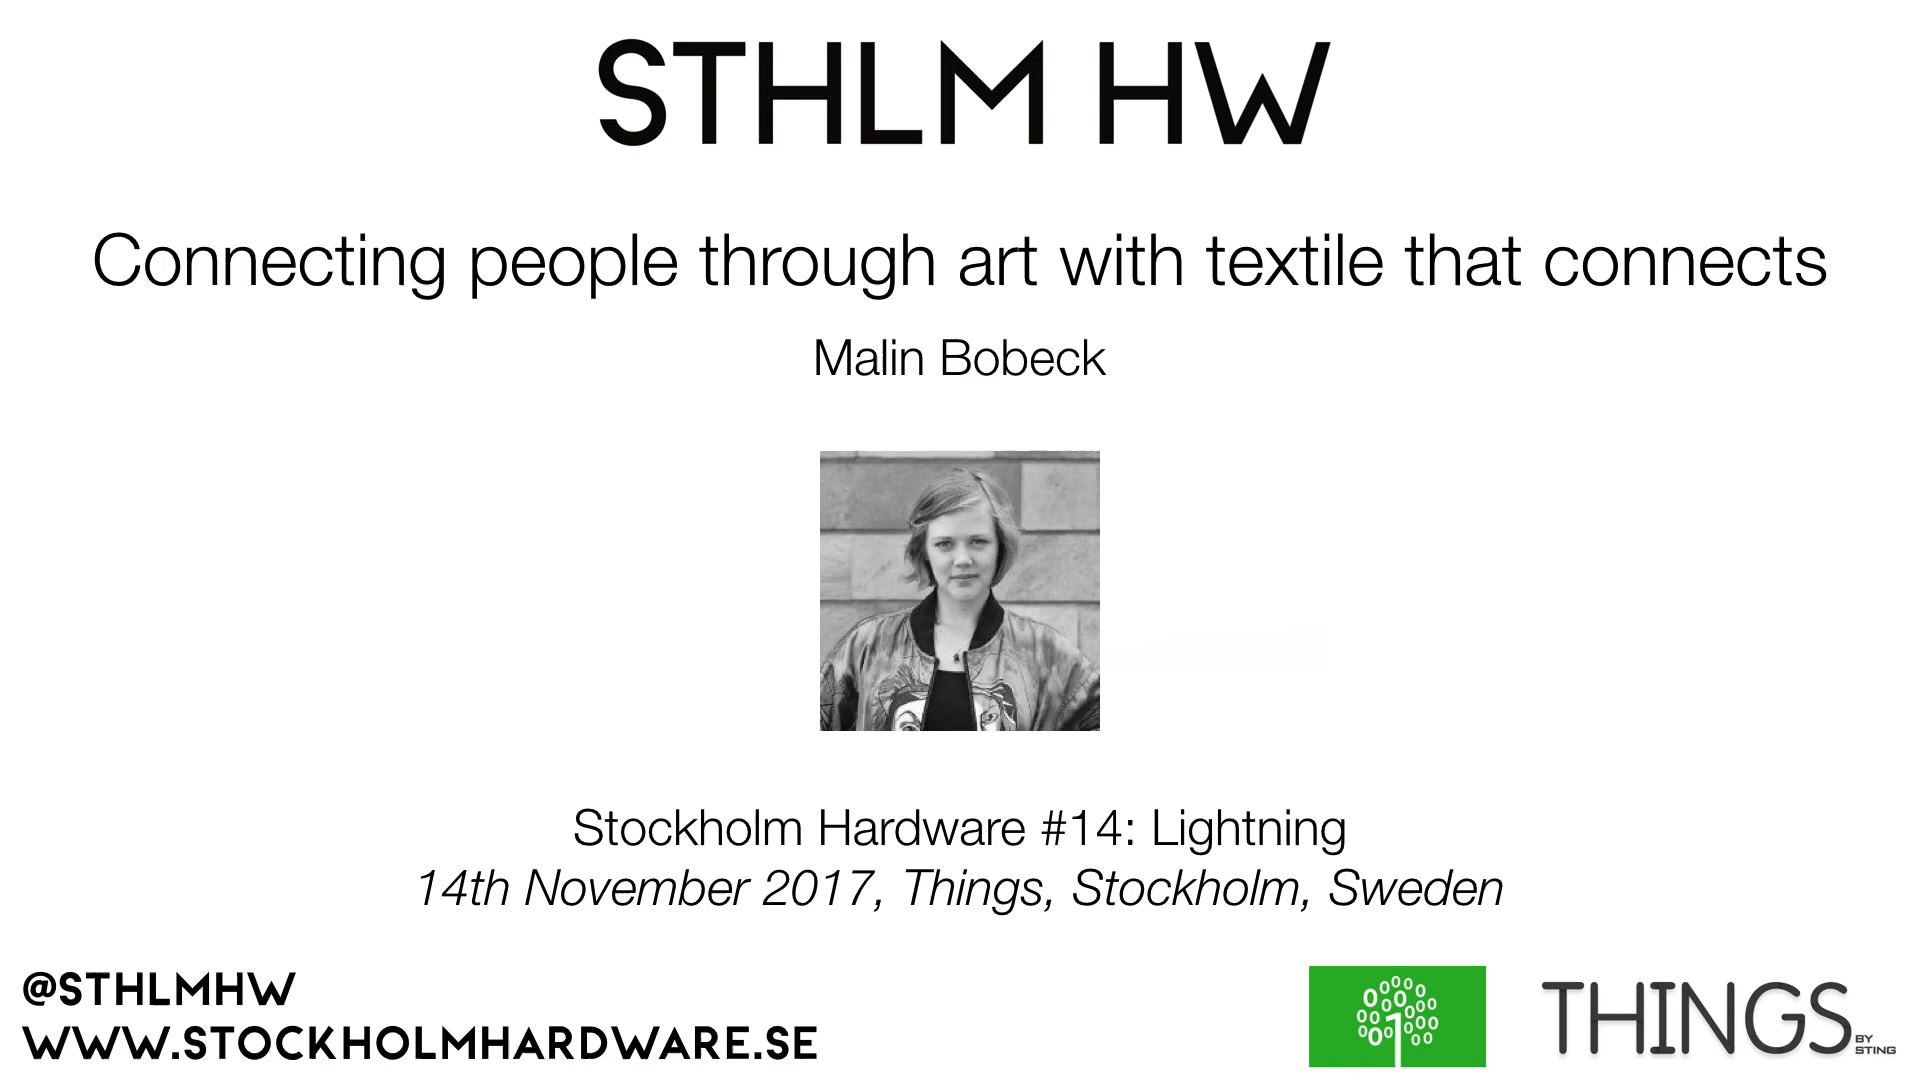 STHLM HW
Connecting people through art with textile that connects
Malin Bobeck
Stockholm Hardware #14: Lightning
14th November 2017, Things, Stockholm, Sweden
@STHLMHW
WWW.STOCKHOLMHARDWARE.SE
THINGS
BY
STING